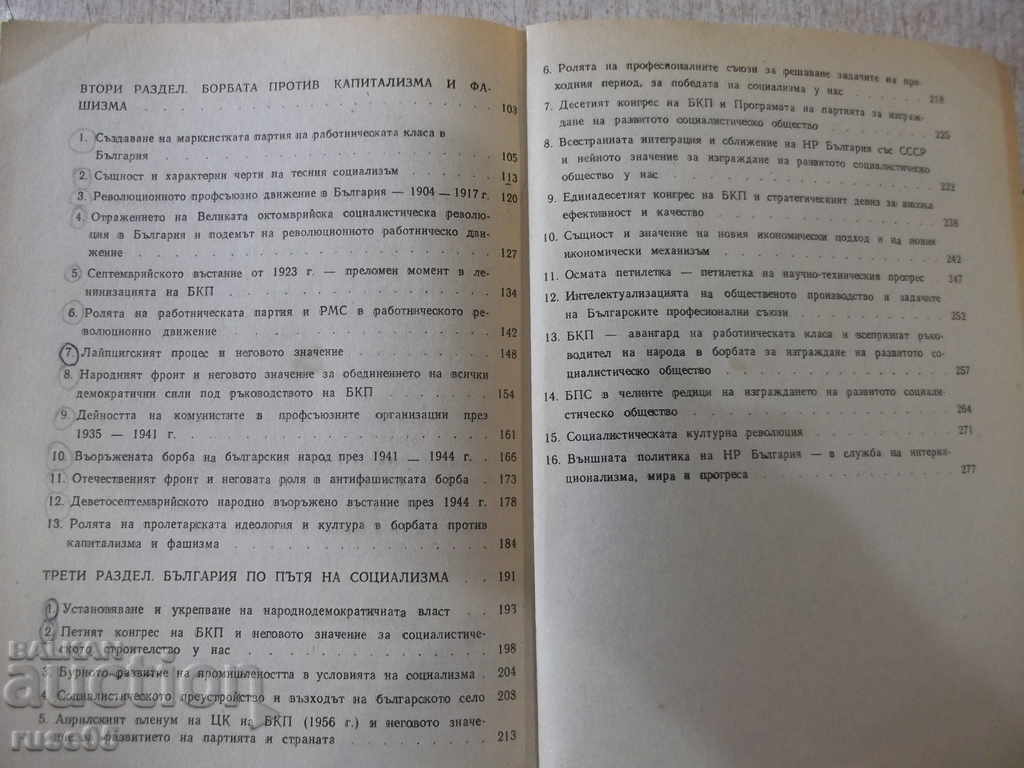 ВТОРИ РАЗДЕЛ. БОРБАТА ПРОТИВ КАПИТАЛИЗМА И ФА-
ШИЗМА . . . . . . . . . . . . 103
1. Създаване на марксистката партия на работническата класа в
България . . . . . . . . . . . . 105
2. Същност и характерни черти на тесния социализъм . . . 113
3. Революционното профсъюзно движение в България — 1904 — 1917 г. 120
4. Отражението на Великата октомврийска социалистическа револю-
ция в България и подемът на революционното работническо дви-
жение . . . . . . . . . . . . 127
5. Септемврийското въстание от 1923 г. — преломен момент в ле-
нинизацията на БКП . . . . . . . . . . 134
6. Ролята на работническата партия и РМС в работническото ре-
волюционно движение . . . . . . . . . . 142
7. Лайпцигският процес и неговото значение . . . . . 148
8. Народният фронт и неговото значение за обединението на всички
демократични сили под ръководството на БКП . . . . 154
9. Дейността на комунистите в профсъюзните организации през
1935 — 1941 г. . . . . . . . . . . . 161
10. Въоръжената борба на българския народ през 1941 — 1944 г. . 166
11. Отечественият фронт и неговата роля в антифашистката борба . 173
12. Деветосептемврийското народно въоръжено въстание през 1944 г. 178
13. Ролята на пролетарската идеология и култура в борбата против
капитализма и фашизма . . . . . . . . . 184
ТРЕТИ РАЗДЕЛ. БЪЛГАРИЯ ПО ПЪТЯ НА СОЦИАЛИЗМА . . 191
1. Установяване и укрепване на народнодемократичната власт . . 193
2. Петият конгрес на БКП и неговото значение за социалистиче-
ското строителство у нас . . . . . . . . . 198
3. Бурното развитие на промишлеността в условията на социализма . 204
4. Социалистическото преустройство и възходът на българското село 208
5. Априлският пленум на ЦК на БКП (1956 г.) и неговото значе-
ние за развитието на партията и страната . . . . . . 213
6. Ролята на професионалните съюзи за решаване задачите на пре-
ходния период, за победата на социализма у нас . . . . 218
7. Десетият конгрес на БКП и Програмата на партията за изграж-
дане на развитото социалистическо общество . . . . . 225
8. Всестранната интеграция и сближение на НР България със СССР
и нейното значение за изграждане на развитото социалистическо
общество у нас . . . . . . . . . . . 232
9. Единадесетият конгрес на БКП и стратегическият девиз за висока
ефективност и качество . . . . . . . . . 238
10. Същност и значение на новия икономически подход и на новия
икономически механизъм . . . . . . . . . 242
11. Осмата петилетка — петилетка на научно-техническия прогрес 247
12. Интелектуализацията на общественото производство и задачите
на Българските професионални съюзи . . . . . . . 252
13. БКП — авангард на работническата класа и всепризнат ръко-
водител на народа в борбата за изграждане на развитото со-
циалистическо общество . . . . . . . . . 257
14. БПС в челните редици на изграждането на развитото социали-
стическо общество . . . . . . . . . . 264
15. Социалистическата културна революция . . . . . . 271
16. Външната политика на НР България — в служба на интерна-
ционализма, мира и прогреса . . . . . . . . 277
БАЛКАН
auction
russe05